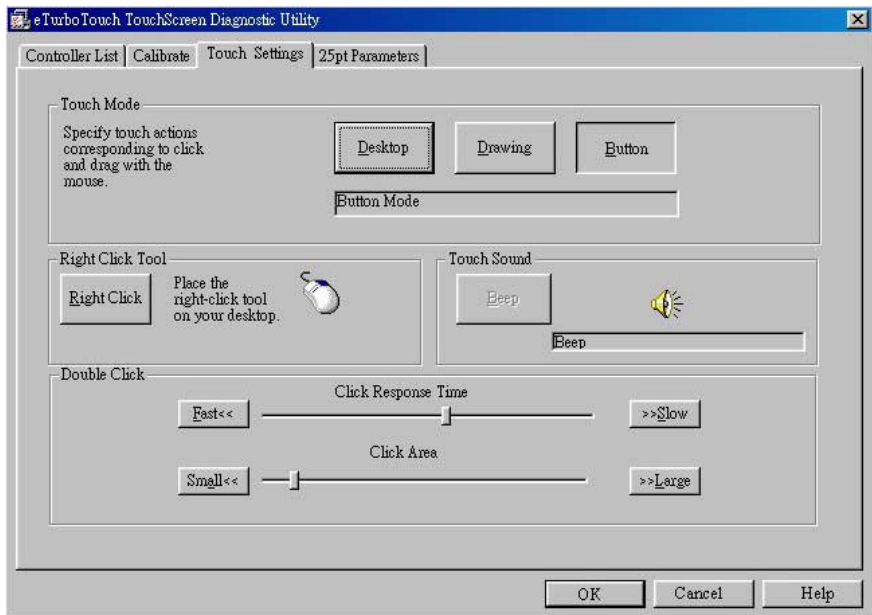 eTurboTouch TouchScreen Diagnostic Utility
Controller List Calibrate Touch Settings 25pt Parameters
Touch Mode
Specify touch actions
corresponding to click
and drag with the
mouse.
Desktop Drawing Button
Button Mode
Right Click Tool
Right Click
Place the
right-click tool
on your desktop.
Touch Sound
Beep
Beep
Double Click
Click Response Time
Fast<< >>Slow
Click Area
Small<< >>Large
OK Cancel Help